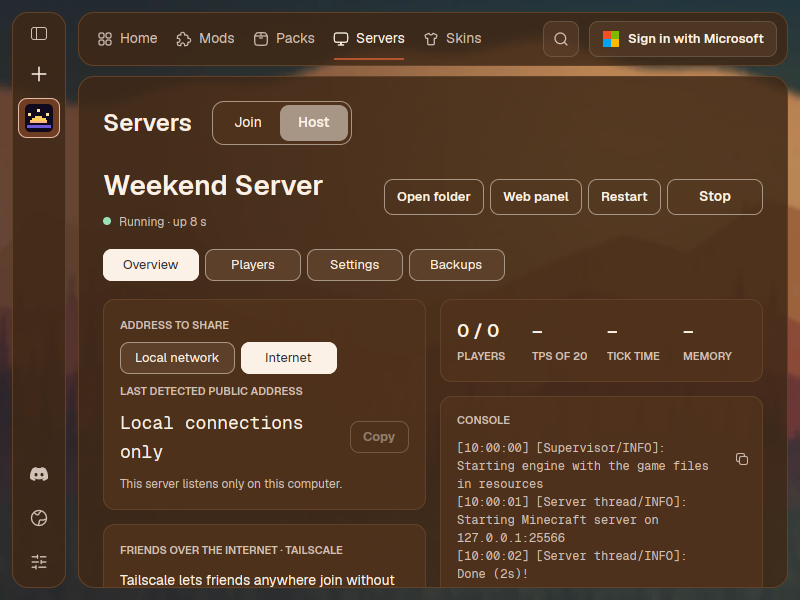 Home
Mods
Packs
Servers
Skins
Sign in with Microsoft
Servers
Join
Host
Weekend Server
Running · up 8 s
Open folder
Web panel
Restart
Stop
Overview
Players
Settings
Backups
ADDRESS TO SHARE
Local network
Internet
LAST DETECTED PUBLIC ADDRESS
Local connections
only
Copy
This server listens only on this computer.
FRIENDS OVER THE INTERNET · TAILSCALE
Tailscale lets friends anywhere join without
0 / 0
PLAYERS
–
TPS OF 20
–
TICK TIME
–
MEMORY
CONSOLE
[10:00:00] [Supervisor/INFO]:
Starting engine with the game files
in resources
[10:00:01] [Server thread/INFO]:
Starting Minecraft server on
127.0.0.1:25566
[10:00:02] [Server thread/INFO]:
Done (2s)!